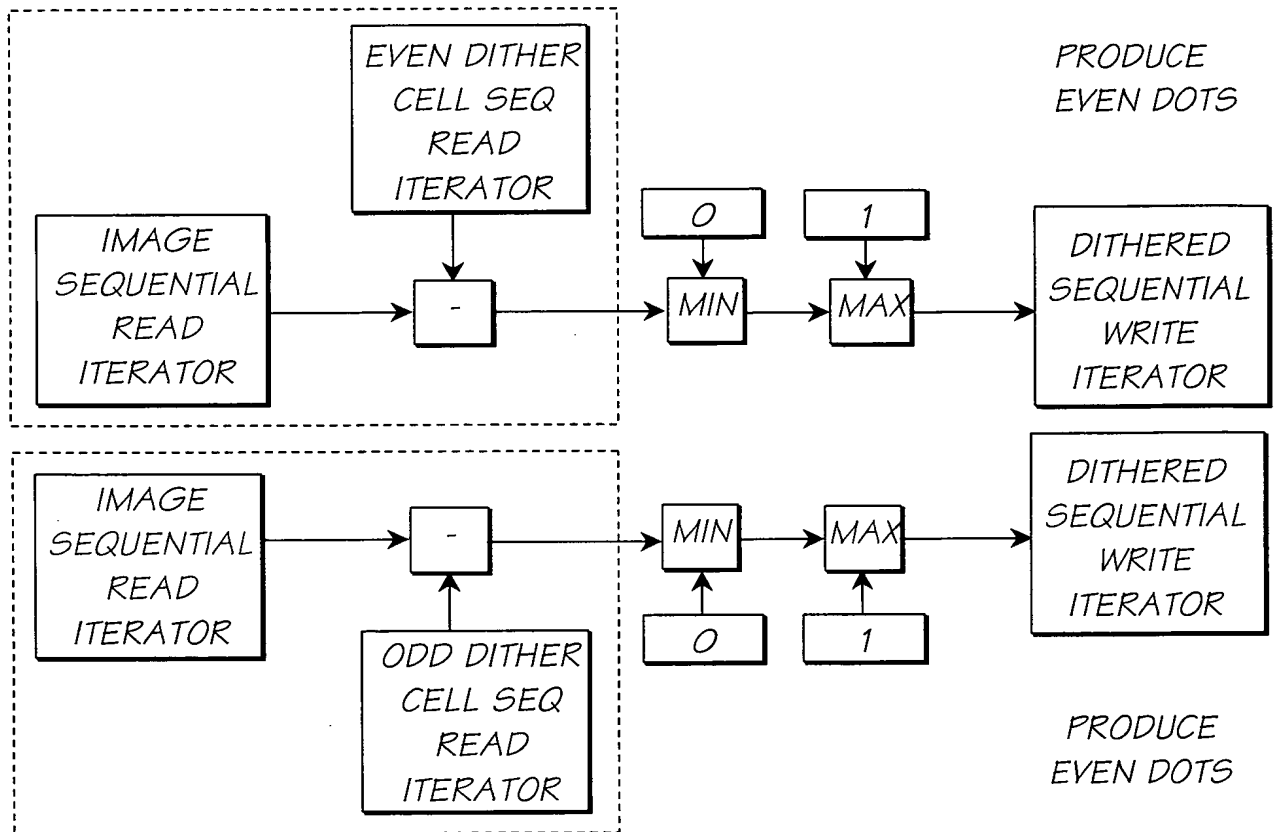 EVEN DITHER
CELL SEQ
READ
ITERATOR
PRODUCE
EVEN DOTS
IMAGE
SEQUENTIAL
READ
ITERATOR
-
0
MIN
1
MAX
DITHERED
SEQUENTIAL
WRITE
ITERATOR
IMAGE
SEQUENTIAL
READ
ITERATOR
-
MIN
0
MAX
1
DITHERED
SEQUENTIAL
WRITE
ITERATOR
ODD DITHER
CELL SEQ
READ
ITERATOR
PRODUCE
EVEN DOTS